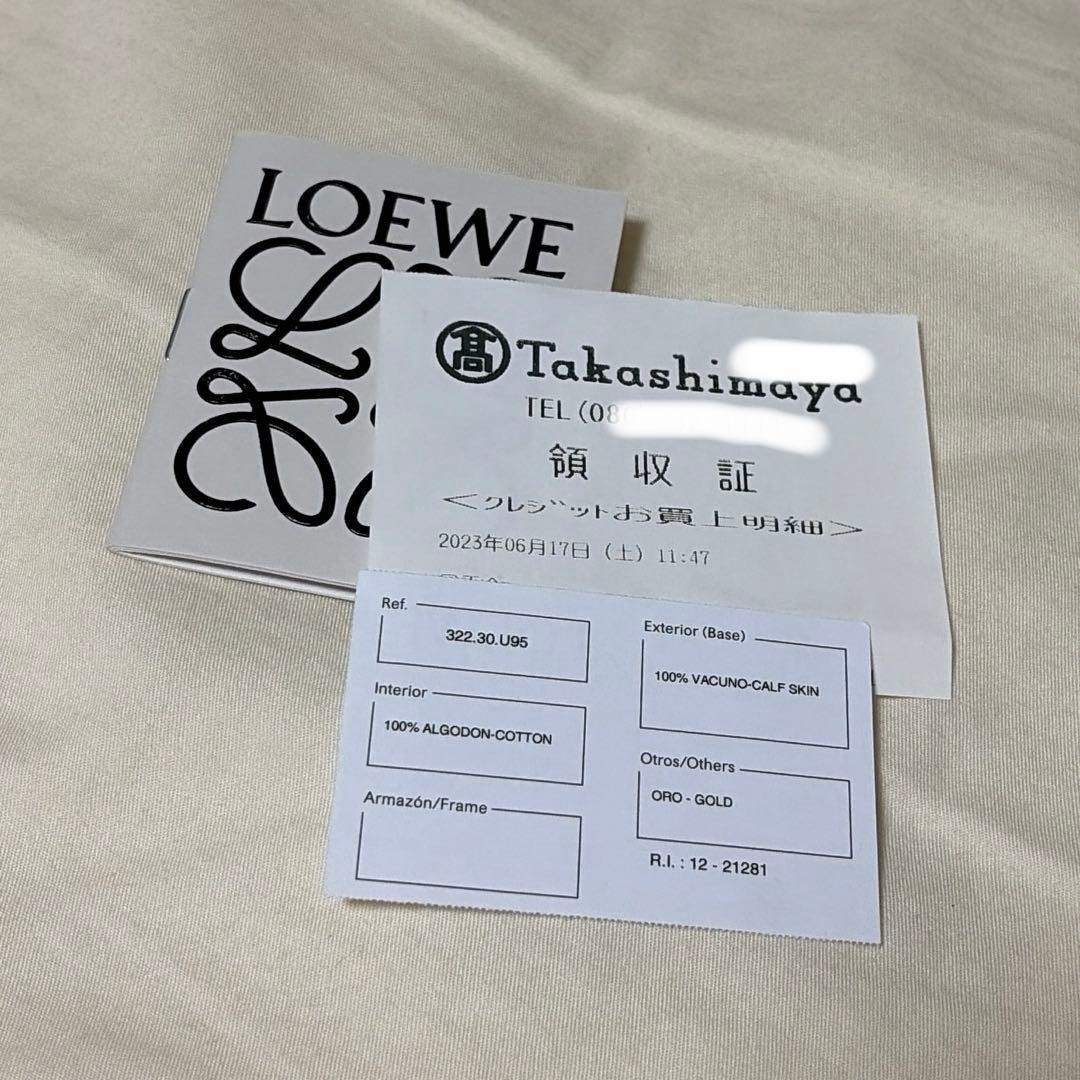 LOEWE
高 Takashimaya
TEL (08
領収証
<クレジットお買上明細>
2023年06月17日 (土) 11:47
Ref.
322.30.U95
Interior
100% ALGODON-COTTON
Armazón/Frame
Exterior (Base)
100% VACUNO-CALF SKIN
Otros/Others
ORO - GOLD
R.I. : 12 - 21281